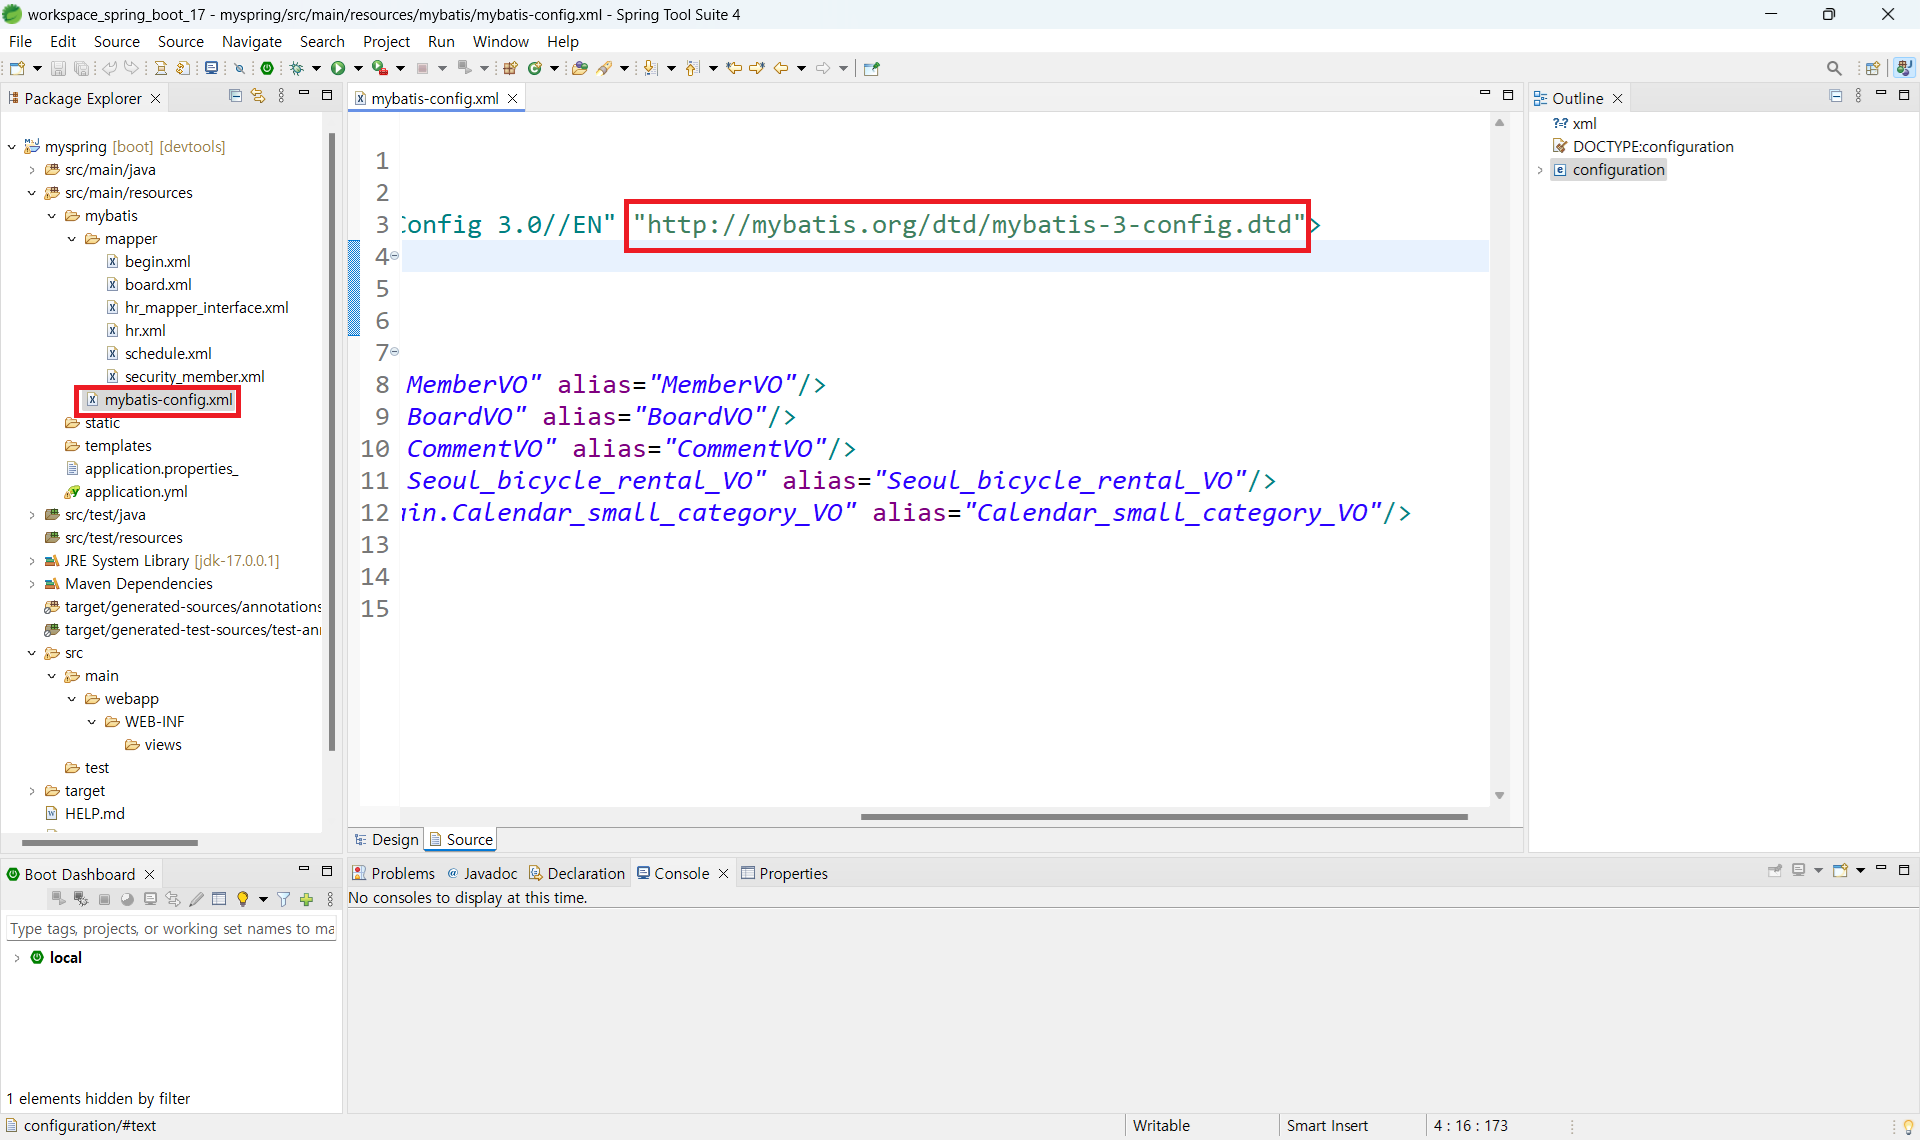 workspace_spring_boot_17 - myspring/src/main/resources/mybatis/mybatis-config.xml - Spring Tool Suite 4
File Edit Source Source Navigate Search Project Run Window Help
Package Explorer
myspring [boot] [devtools]
src/main/java
src/main/resources
mybatis
mapper
begin.xml
board.xml
hr_mapper_interface.xml
hr.xml
schedule.xml
security_member.xml
mybatis-config.xml
static
templates
application.properties_
application.yml
src/test/java
src/test/resources
JRE System Library [jdk-17.0.0.1]
Maven Dependencies
target/generated-sources/annotations
target/generated-test-sources/test-ann
src
main
webapp
WEB-INF
views
test
target
HELP.md
mybatis-config.xml
1
2
3 Config 3.0//EN" "http://mybatis.org/dtd/mybatis-3-config.dtd">
4
5
6
7
8 MemberVO" alias="MemberVO"/>
9 BoardVO" alias="BoardVO"/>
10 CommentVO" alias="CommentVO"/>
11 Seoul_bicycle_rental_VO" alias="Seoul_bicycle_rental_VO"/>
12 in.Calendar_small_category_VO" alias="Calendar_small_category_VO"/>
13
14
15
Design Source
Outline
?-? xml
DOCTYPE:configuration
configuration
Boot Dashboard
Type tags, projects, or working set names to ma
local
1 elements hidden by filter
Problems @ Javadoc Declaration Console Properties
No consoles to display at this time.
configuration/#text
Writable Smart Insert 4 : 16 : 173